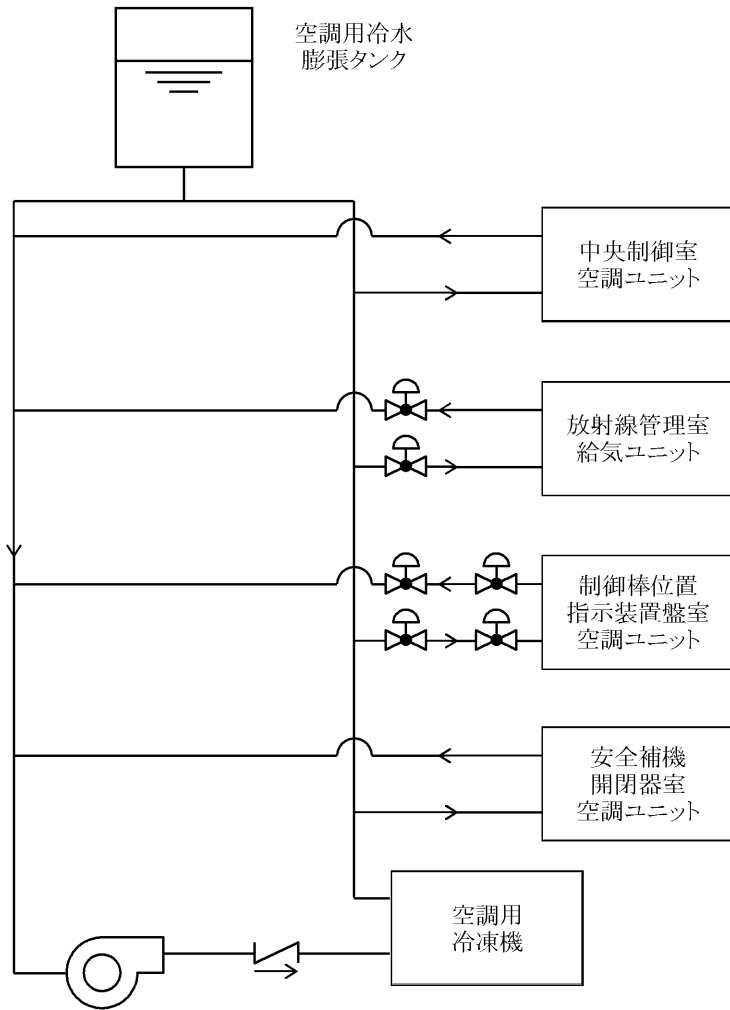 空調用冷水
膨張タンク
中央制御室
空調ユニット
放射線管理室
給気ユニット
制御棒位置
指示装置盤室
空調ユニット
安全補機
開閉器室
空調ユニット
空調用
冷凍機